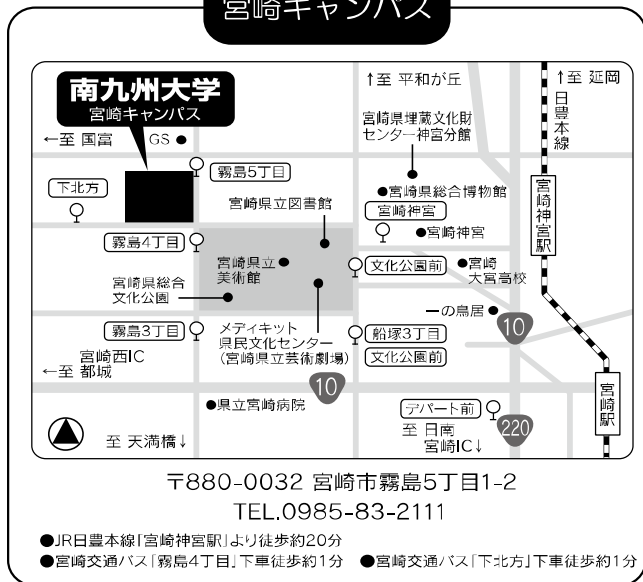 宮崎キャンパス
南九州大学
宮崎キャンパス
←至 国富
GS
↑至 平和が丘
↑至 延岡
日豊本線
宮崎県埋蔵文化財
センター神宮分館
霧島5丁目
下北方
宮崎県総合博物館
宮崎神宮駅
宮崎県立図書館
宮崎神宮
宮崎神宮
霧島4丁目
宮崎県立
美術館
文化公園前
宮崎
大宮高校
宮崎県総合
文化公園
一の鳥居
10
霧島3丁目
メディキット
県民文化センター
(宮崎県立芸術劇場)
船塚3丁目
文化公園前
宮崎西IC
←至 都城
10
宮崎駅
県立宮崎病院
デパート前
220
至 天満橋↓
至 日南
宮崎IC↓
〒880-0032 宮崎市霧島5丁目1-2
TEL.0985-83-2111
●JR日豊本線「宮崎神宮駅」より徒歩約20分
●宮崎交通バス「霧島4丁目」下車徒歩約1分 ●宮崎交通バス「下北方」下車徒歩約1分